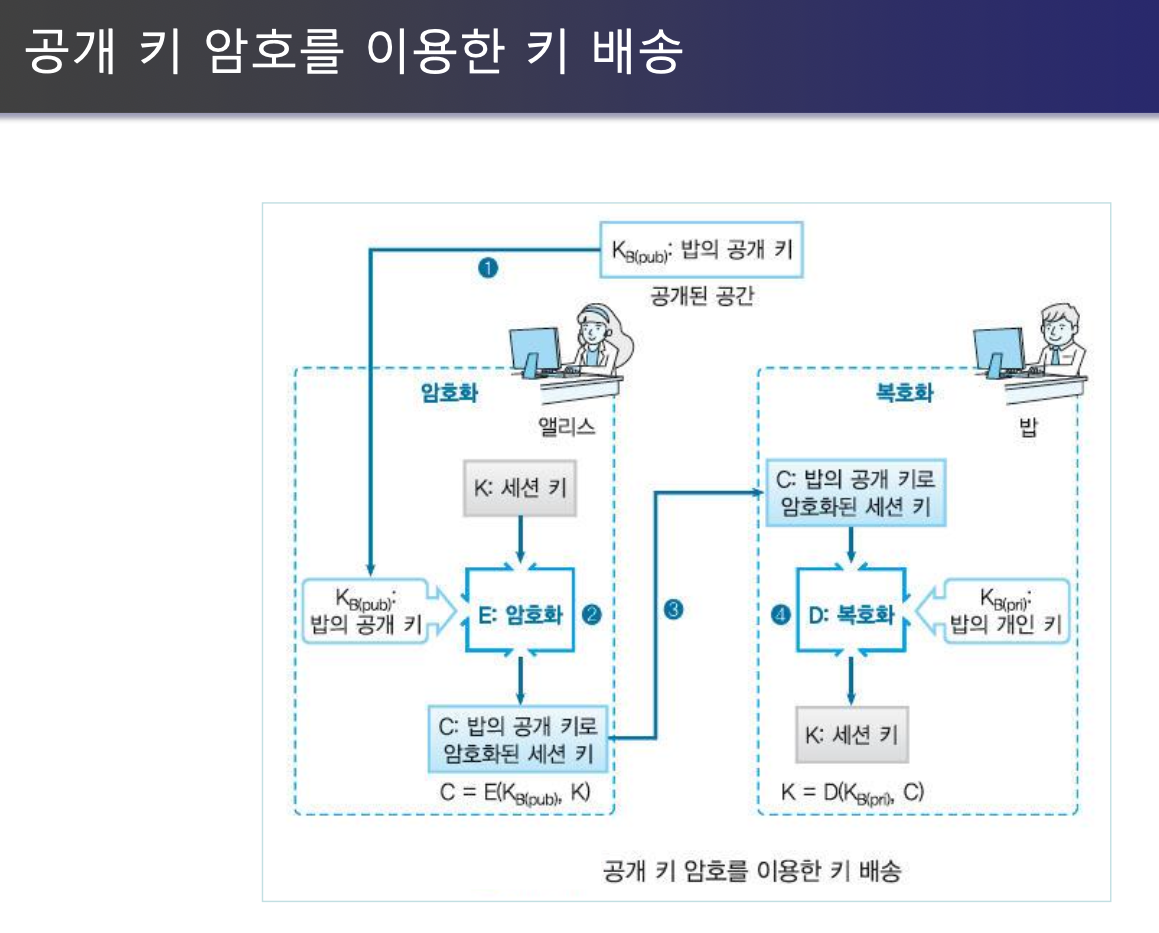 공개 키 암호를 이용한 키 배송
K_B(pub): 밥의 공개 키
❶
공개된 공간
암호화
앨리스
복호화
밥
K: 세션 키
C: 밥의 공개 키로
암호화된 세션 키
K_B(pub):
밥의 공개 키
E: 암호화
❷
❸
❹
D: 복호화
K_B(pri):
밥의 개인 키
C: 밥의 공개 키로
암호화된 세션 키
K: 세션 키
C = E(K_B(pub), K)
K = D(K_B(pri), C)
공개 키 암호를 이용한 키 배송